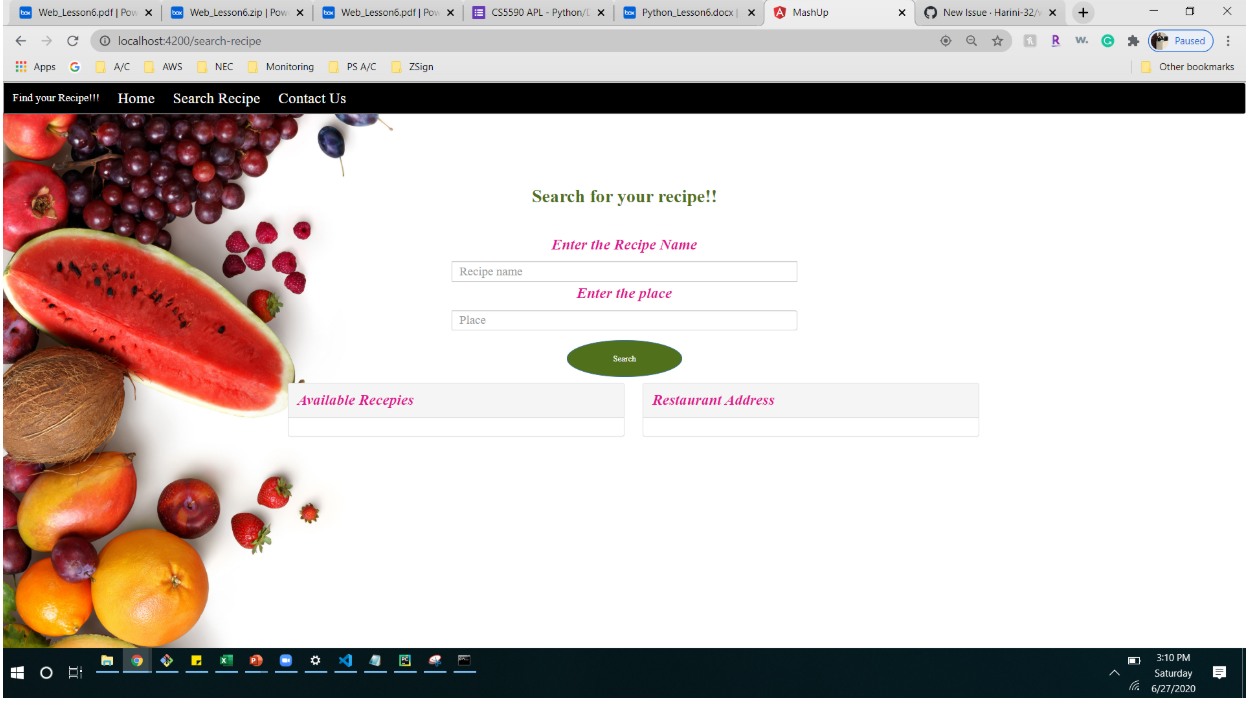 Web_Lesson6.pdf | Pow
Web_Lesson6.zip | Pow
Web_Lesson6.pdf | Pow
CS5590 APL - Python/
Python_Lesson6.docx |
MashUp
New Issue · Harini-32/
localhost:4200/search-recipe
Paused
Apps
A/C
AWS
NEC
Monitoring
PS A/C
ZSign
Other bookmarks
Find your Recipe!!! Home Search Recipe Contact Us
Search for your recipe!!
Enter the Recipe Name
Recipe name
Enter the place
Place
Search
Available Recepies
Restaurant Address
3:10 PM
Saturday
6/27/2020